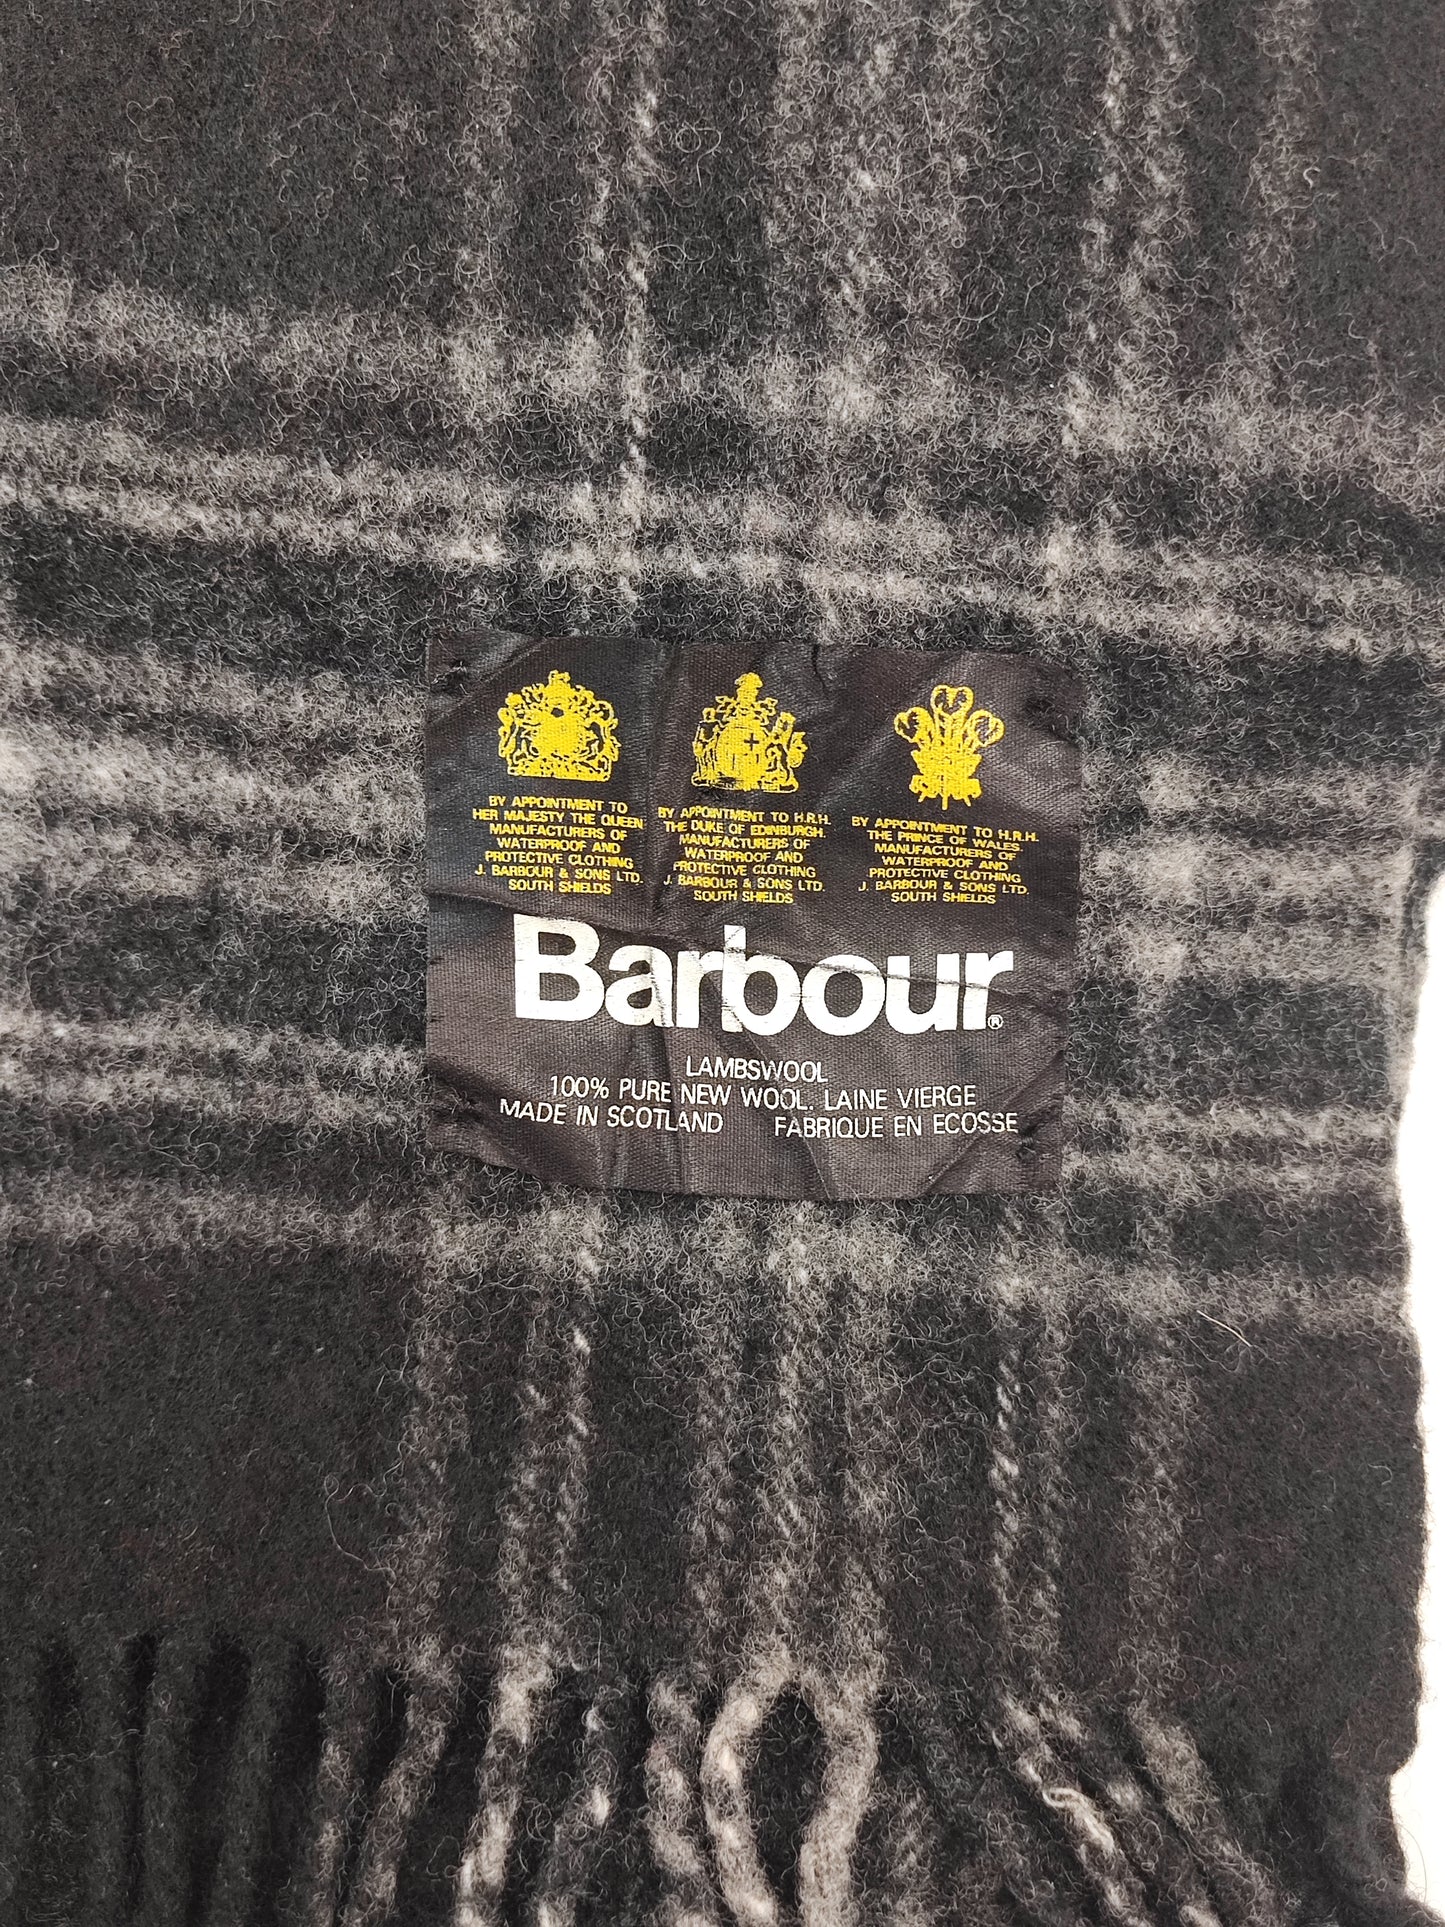 BY APPOINTMENT TO
HER MAJESTY THE QUEEN
MANUFACTURERS OF
WATERPROOF AND
PROTECTIVE CLOTHING
J. BARBOUR & SONS LTD.
SOUTH SHIELDS
BY APPOINTMENT TO H.R.H.
THE DUKE OF EDINBURGH.
MANUFACTURERS OF
WATERPROOF AND
PROTECTIVE CLOTHING
J. BARBOUR & SONS LTD.
SOUTH SHIELDS
BY APPOINTMENT TO H.R.H.
THE PRINCE OF WALES.
MANUFACTURERS OF
WATERPROOF AND
PROTECTIVE CLOTHING
J. BARBOUR & SONS LTD.
SOUTH SHIELDS
Barbour®
LAMBSWOOL
100% PURE NEW WOOL. LAINE VIERGE
MADE IN SCOTLAND FABRIQUE EN ECOSSE